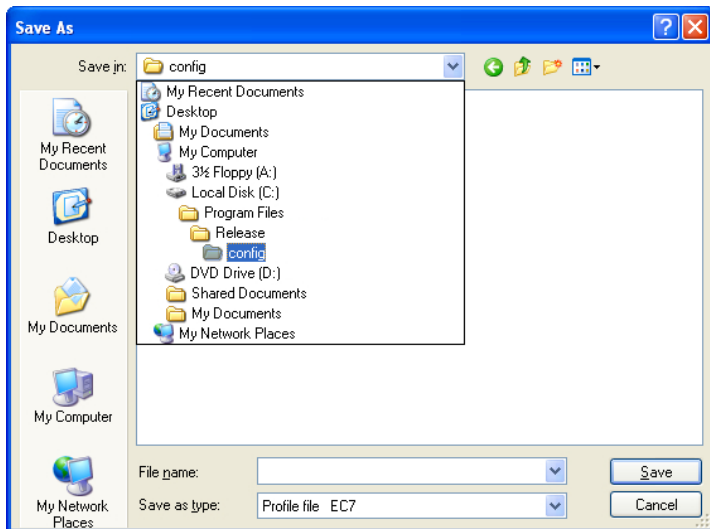 Save As
Save in: config
My Recent Documents
Desktop
My Documents
My Computer
3½ Floppy (A:)
Local Disk (C:)
Program Files
Release
config
DVD Drive (D:)
Shared Documents
My Documents
My Network Places
My Recent
Documents
Desktop
My Documents
My Computer
My Network
Places
File name:
Save
Save as type: Profile file EC7
Cancel